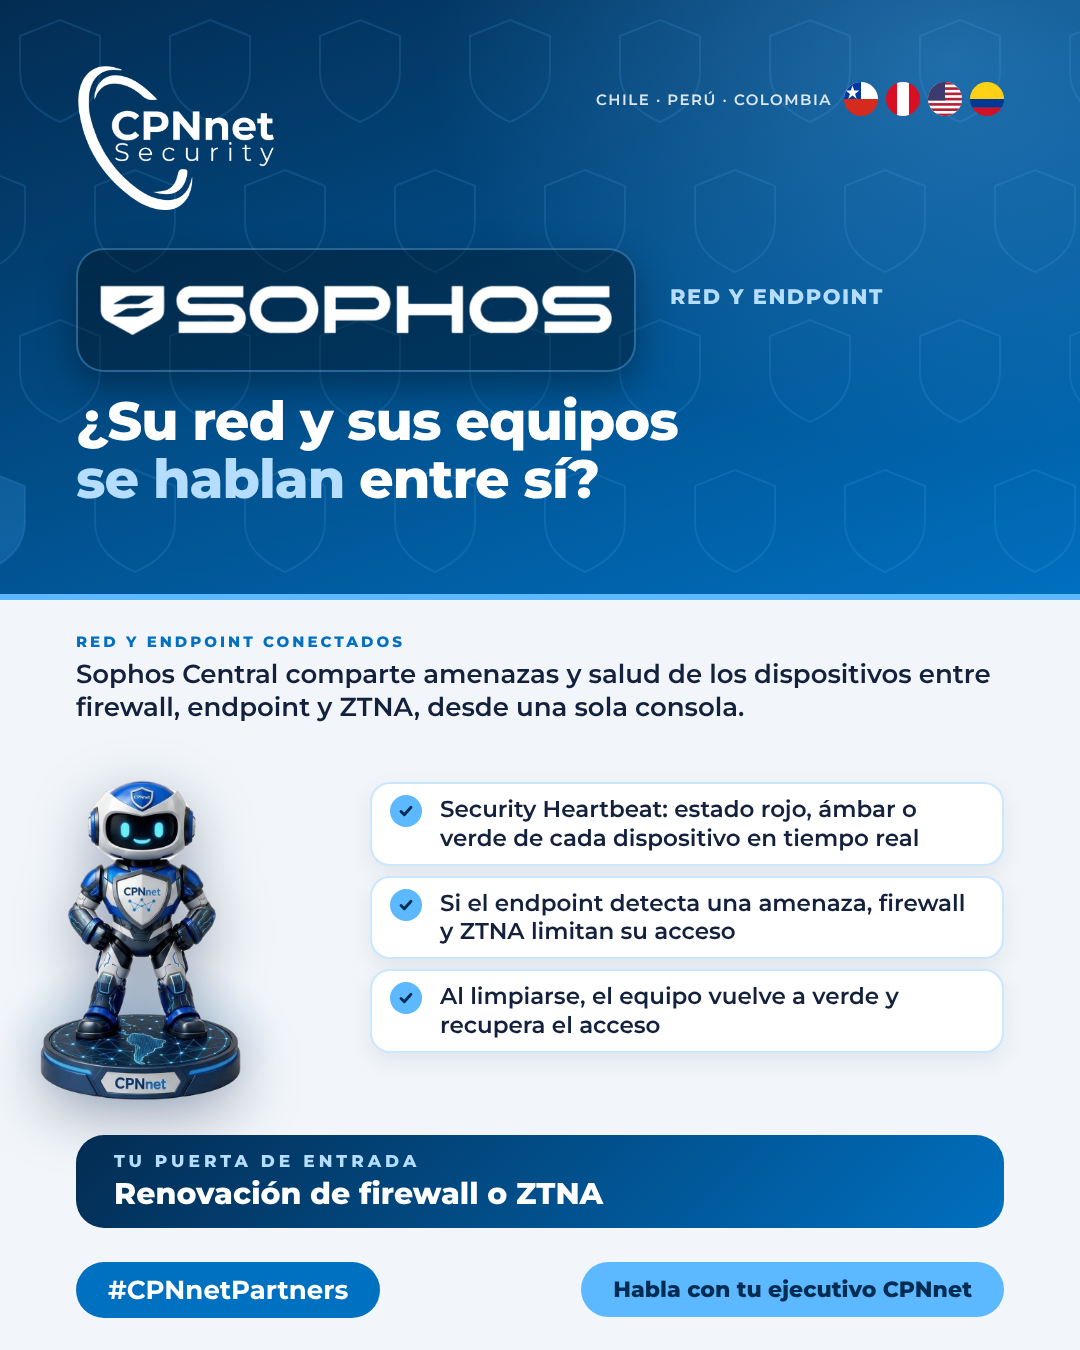 CPNnet
Security
CHILE · PERÚ · COLOMBIA
SOPHOS
RED Y ENDPOINT
¿Su red y sus equipos
se hablan entre sí?
RED Y ENDPOINT CONECTADOS
Sophos Central comparte amenazas y salud de los dispositivos entre
firewall, endpoint y ZTNA, desde una sola consola.
CPNnet
CPNnet
CPNnet
Security Heartbeat: estado rojo, ámbar o
verde de cada dispositivo en tiempo real
Si el endpoint detecta una amenaza, firewall
y ZTNA limitan su acceso
Al limpiarse, el equipo vuelve a verde y
recupera el acceso
TU PUERTA DE ENTRADA
Renovación de firewall o ZTNA
#CPNnetPartners
Habla con tu ejecutivo CPNnet